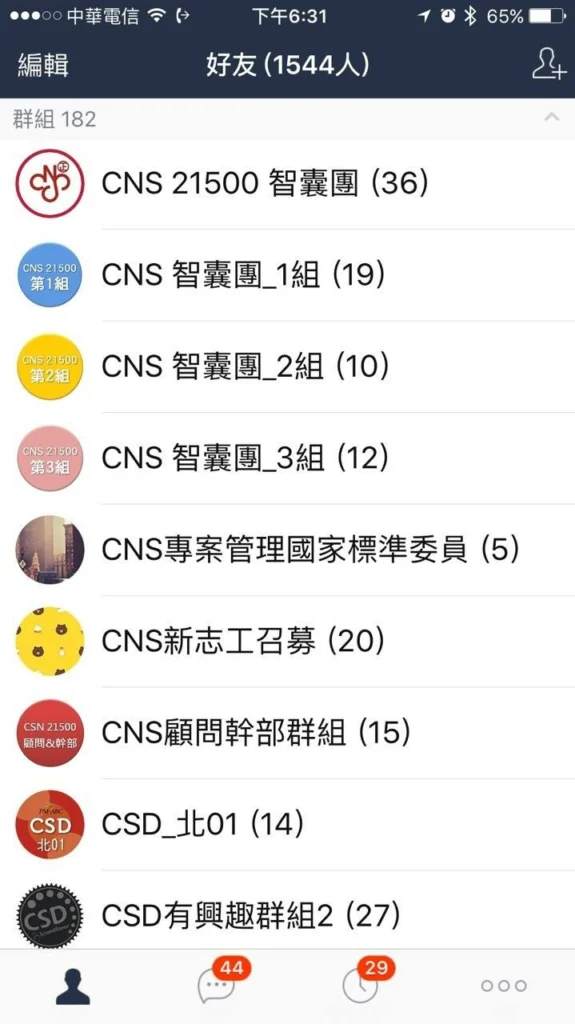 中華電信
下午6:31
65%
編輯
好友 (1544人)
群組 182
正
CNS 21500 智囊團 (36)
CNS 21500
第1組
CNS 智囊團_1組 (19)
CNS 21500
第2組
CNS 智囊團_2組 (10)
CNS 21500
第3組
CNS 智囊團_3組 (12)
CNS專案管理國家標準委員 (5)
CNS新志工召募 (20)
CSN 21500
顧問&幹部
CNS顧問幹部群組 (15)
PM-ABC
CSD
北01
CSD_北01 (14)
CSD
CSD有興趣群組2 (27)
44
29